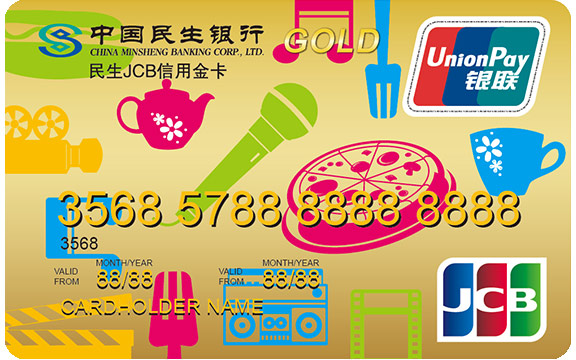 中国民生银行
CHINA MINSHENG BANKING CORP., LTD.
民生JCB信用金卡
GOLD
UnionPay
银联
3568 5788 8888 8888
3568
MONTH/YEAR MONTH/YEAR
VALID FROM 88/88 VALID FROM 88/88
CARDHOLDER NAME
JCB